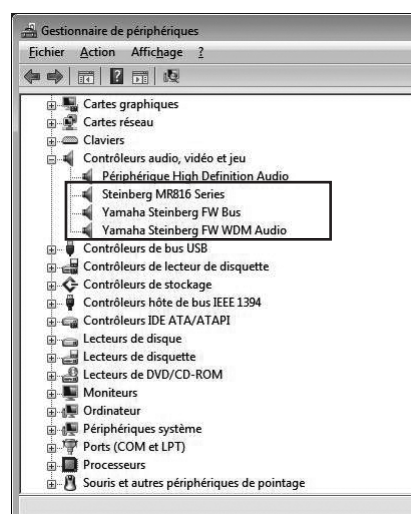 Gestionnaire de périphériques
Fichier Action Affichage ?
Cartes graphiques
Cartes réseau
Claviers
Contrôleurs audio, vidéo et jeu
Périphérique High Definition Audio
Steinberg MR816 Series
Yamaha Steinberg FW Bus
Yamaha Steinberg FW WDM Audio
Contrôleurs de bus USB
Contrôleurs de lecteur de disquette
Contrôleurs de stockage
Contrôleurs hôte de bus IEEE 1394
Contrôleurs IDE ATA/ATAPI
Lecteurs de disque
Lecteurs de disquette
Lecteurs de DVD/CD-ROM
Moniteurs
Ordinateur
Périphériques système
Ports (COM et LPT)
Processeurs
Souris et autres périphériques de pointage